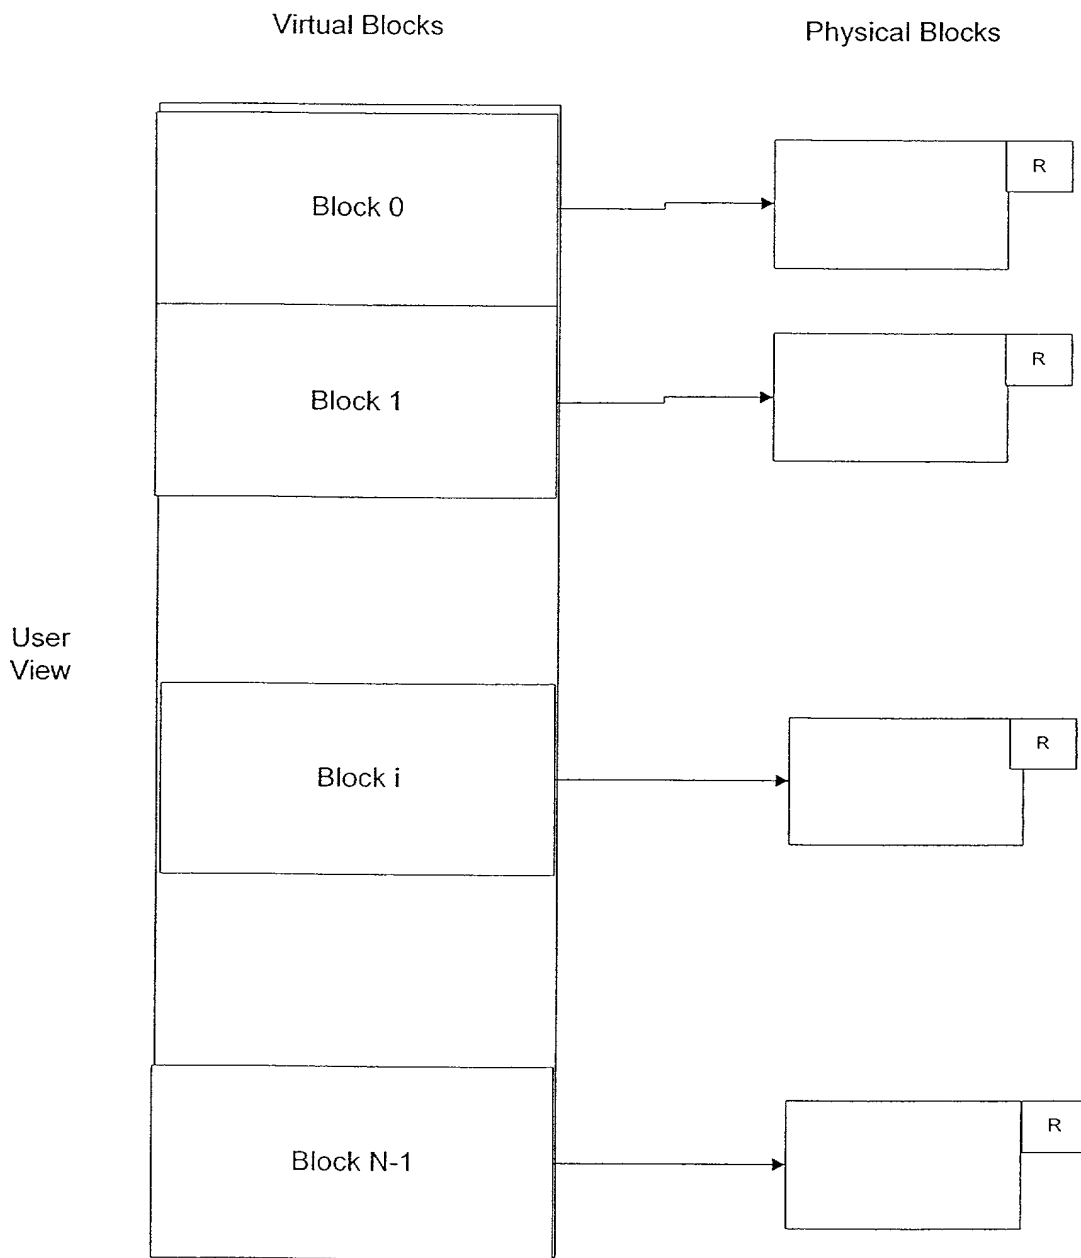 Virtual Blocks
Physical Blocks
Block 0
R
Block 1
R
User
View
Block i
R
Block N-1
R